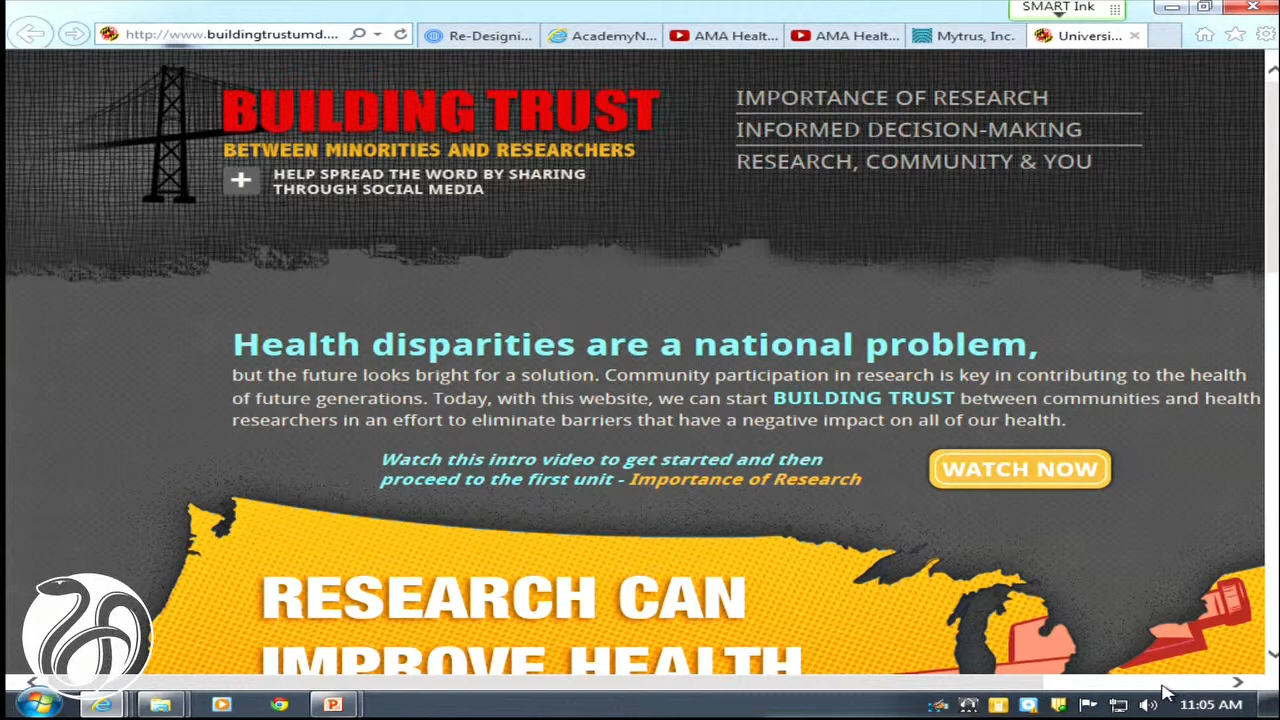 SMART Ink
http://www.buildingtrustumd....
Re-Designi...
AcademyN...
AMA Healt...
AMA Healt...
Mytrus, Inc.
Universi...
BUILDING TRUST
BETWEEN MINORITIES AND RESEARCHERS
+ HELP SPREAD THE WORD BY SHARING
THROUGH SOCIAL MEDIA
IMPORTANCE OF RESEARCH
INFORMED DECISION-MAKING
RESEARCH, COMMUNITY & YOU
Health disparities are a national problem,
but the future looks bright for a solution. Community participation in research is key in contributing to the health
of future generations. Today, with this website, we can start BUILDING TRUST between communities and health
researchers in an effort to eliminate barriers that have a negative impact on all of our health.
Watch this intro video to get started and then
proceed to the first unit - Importance of Research
WATCH NOW
RESEARCH CAN
IMPROVE HEALTH
11:05 AM